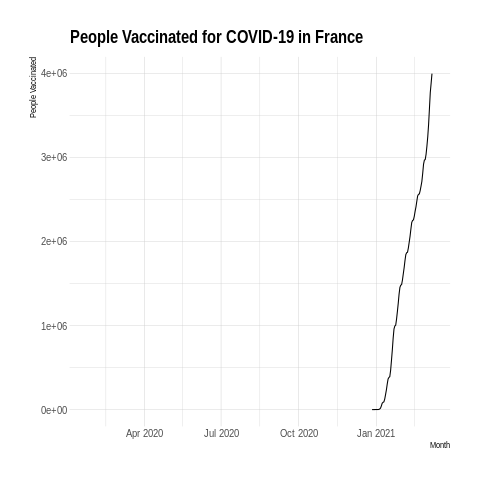 People Vaccinated for COVID-19 in France
People Vaccinated
4e+06
3e+06
2e+06
1e+06
0e+00
Apr 2020 Jul 2020 Oct 2020 Jan 2021
Month